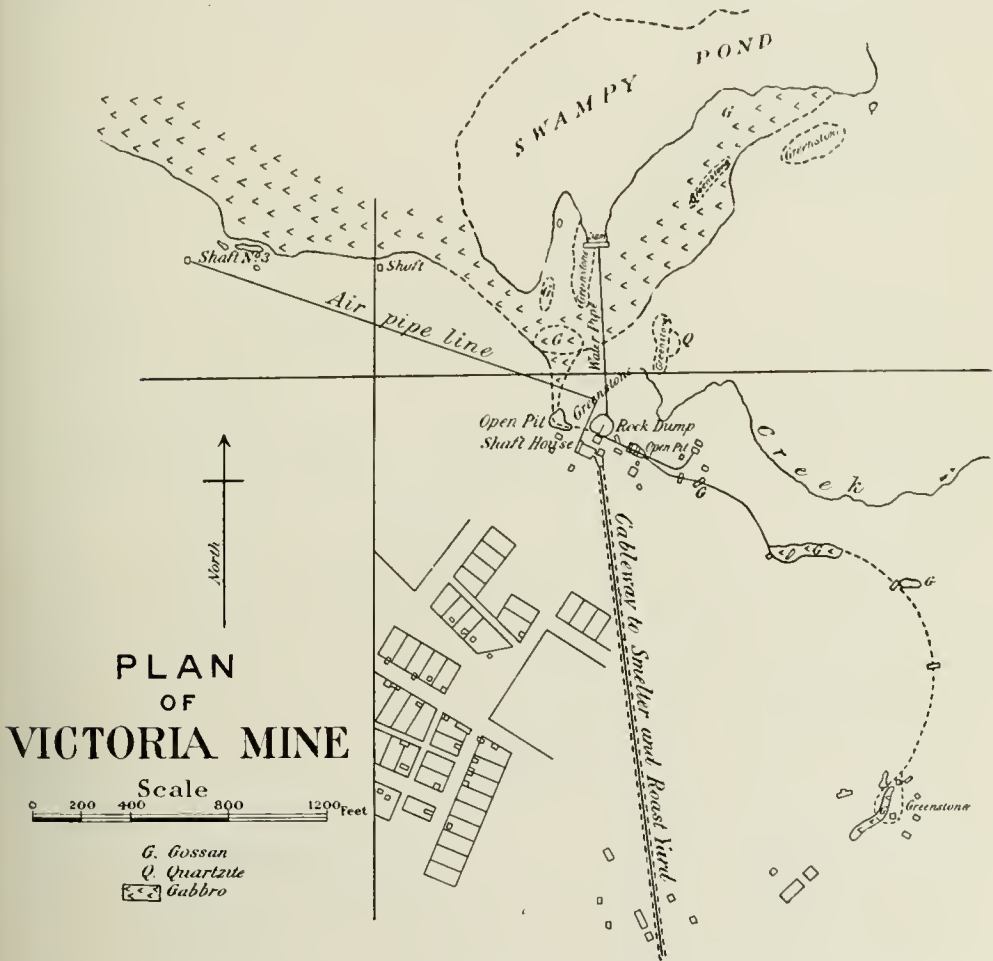 SWAMPY POND
G
Greenstone
Greenstone
Dam
Greenstone
Shaft No. 3
Shaft
Air pipe line
Water Pipe
G
Greenstone
Q
Greenstone
Open Pit
Rock Dump
Shaft House
Open Pit
Creek
G
G
G
North
Cableway to Smelter and Roast Yard
Greenstone
PLAN
OF
VICTORIA MINE
Scale
0 200 400 800 1200 Feet
G. Gossan
Q. Quartzite
Gabbro